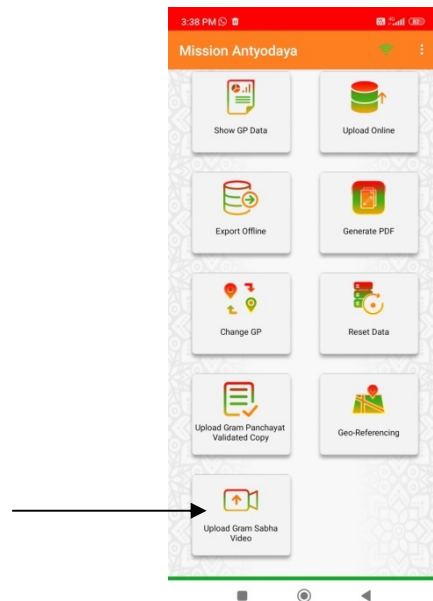 3:38 PM
Mission Antyodaya
Show GP Data
Upload Online
Export Offline
Generate PDF
Change GP
Reset Data
Upload Gram Panchayat
Validated Copy
Geo-Referencing
Upload Gram Sabha
Video